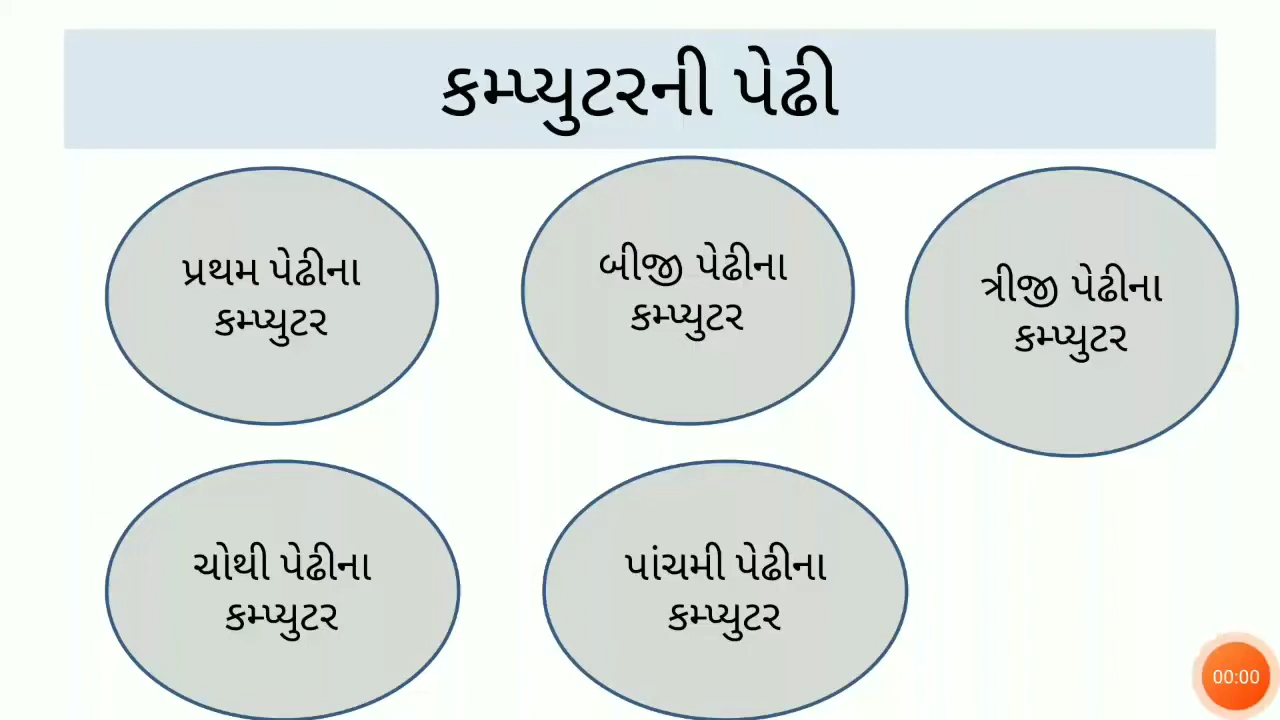 કમ્પ્યુટરની પેઢી
પ્રથમ પેઢીના
કમ્પ્યુટર
બીજી પેઢીના
કમ્પ્યુટર
ત્રીજી પેઢીના
કમ્પ્યુટર
ચોથી પેઢીના
કમ્પ્યુટર
પાંચમી પેઢીના
કમ્પ્યુટર
00:00